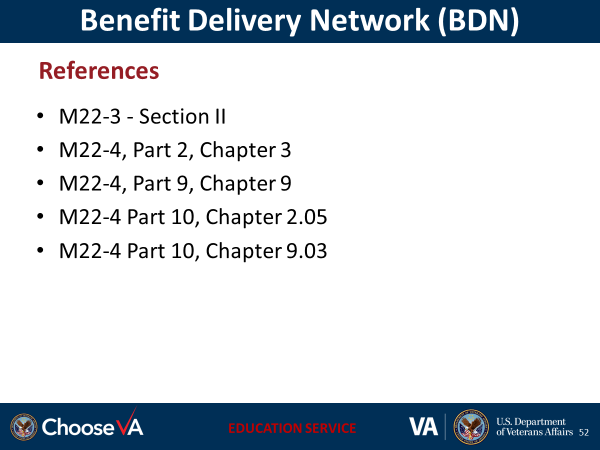 Benefit Delivery Network (BDN)
References
• M22-3 - Section II
• M22-4, Part 2, Chapter 3
• M22-4, Part 9, Chapter 9
• M22-4 Part 10, Chapter 2.05
• M22-4 Part 10, Chapter 9.03
Choose VA
EDUCATION SERVICE
VA
U.S. Department
of Veterans Affairs
52